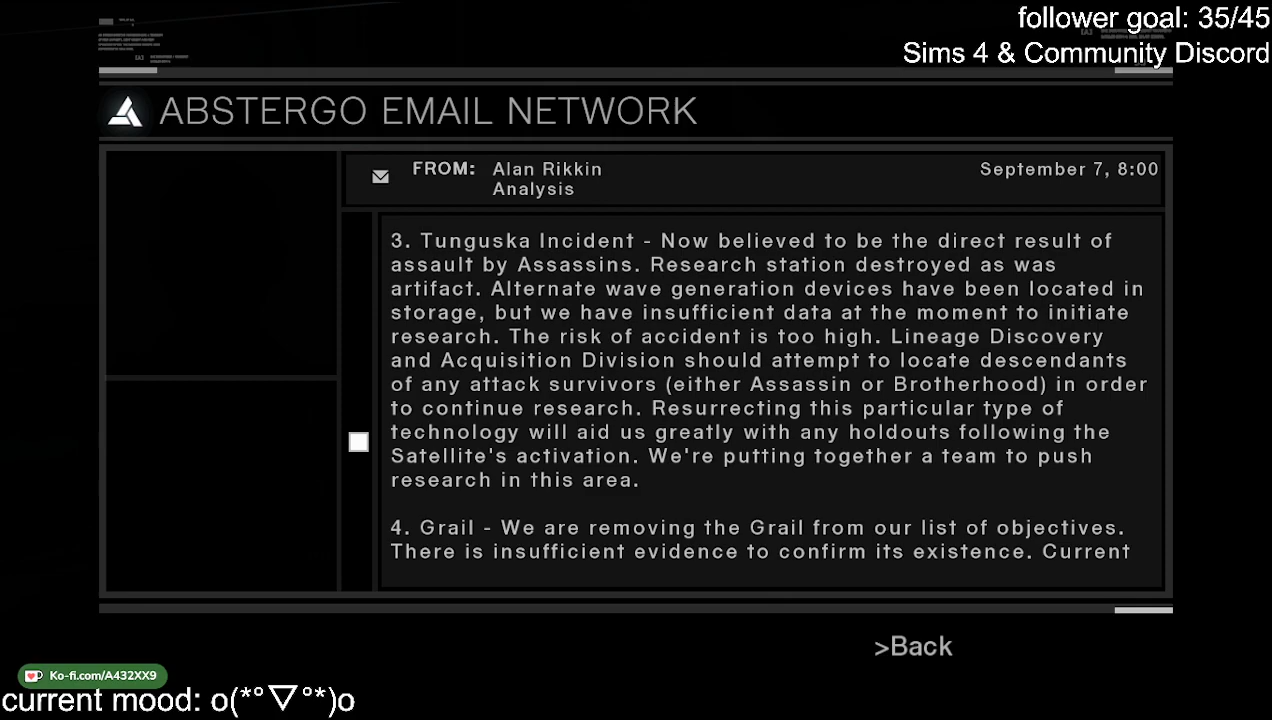 follower goal: 35/45
Sims 4 & Community Discord
ABSTERGO EMAIL NETWORK
FROM: Alan Rikkin September 7, 8:00
Analysis
3. Tunguska Incident - Now believed to be the direct result of
assault by Assassins. Research station destroyed as was
artifact. Alternate wave generation devices have been located in
storage, but we have insufficient data at the moment to initiate
research. The risk of accident is too high. Lineage Discovery
and Acquisition Division should attempt to locate descendants
of any attack survivors (either Assassin or Brotherhood) in order
to continue research. Resurrecting this particular type of
technology will aid us greatly with any holdouts following the
Satellite's activation. We're putting together a team to push
research in this area.
4. Grail - We are removing the Grail from our list of objectives.
There is insufficient evidence to confirm its existence. Current
>Back
Ko-fi.com/A432XX9
current mood: o(*°▽°*)o